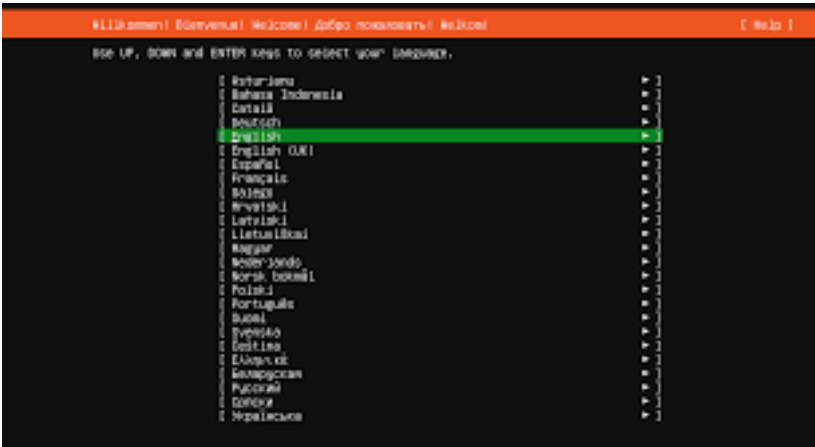 Willkommen! Bienvenue! Welcome! Добро пожаловать! Welkom! [ Help ]
Use UP, DOWN and ENTER keys to select your language.
[ Asturianu ► ]
[ Bahasa Indonesia ► ]
[ Català ► ]
[ Deutsch ► ]
[ English ► ]
[ English (UK) ► ]
[ Español ► ]
[ Français ► ]
[ Galego ► ]
[ Hrvatski ► ]
[ Latviski ► ]
[ Lietuviškai ► ]
[ Magyar ► ]
[ Nederlands ► ]
[ Norsk bokmål ► ]
[ Polski ► ]
[ Português ► ]
[ Suomi ► ]
[ Svenska ► ]
[ Čeština ► ]
[ Ελληνικά ► ]
[ Беларуская ► ]
[ Русский ► ]
[ Српски ► ]
[ Українська ► ]